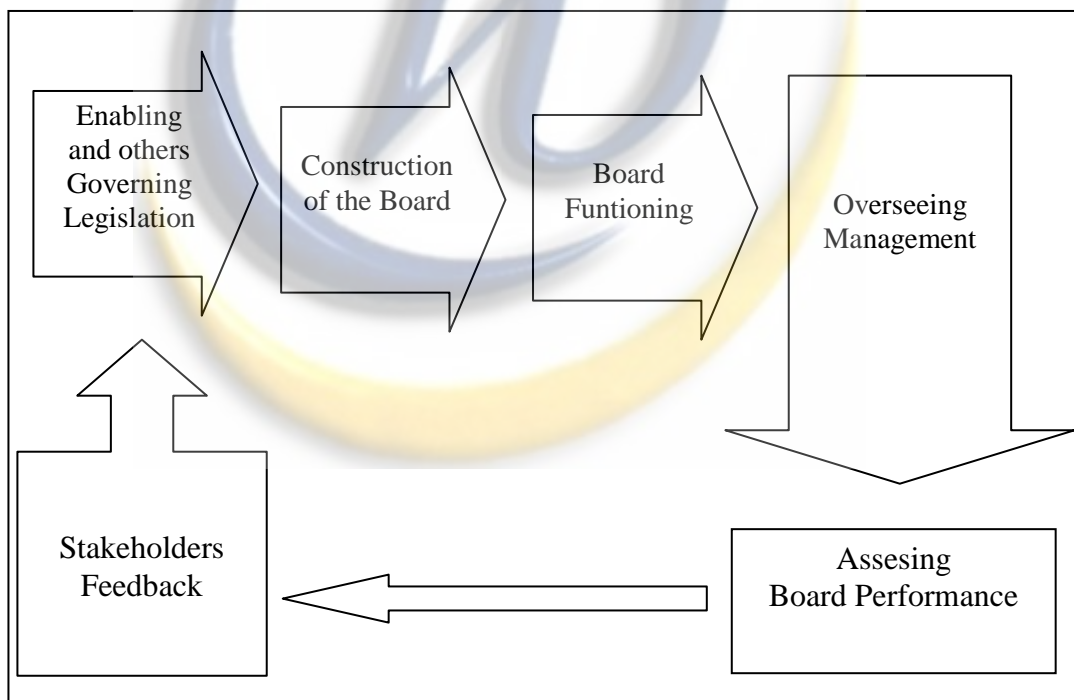 Enabling
and others
Governing
Legislation
Construction
of the Board
Board
Funtioning
Overseeing
Management
Stakeholders
Feedback
Assesing
Board Performance